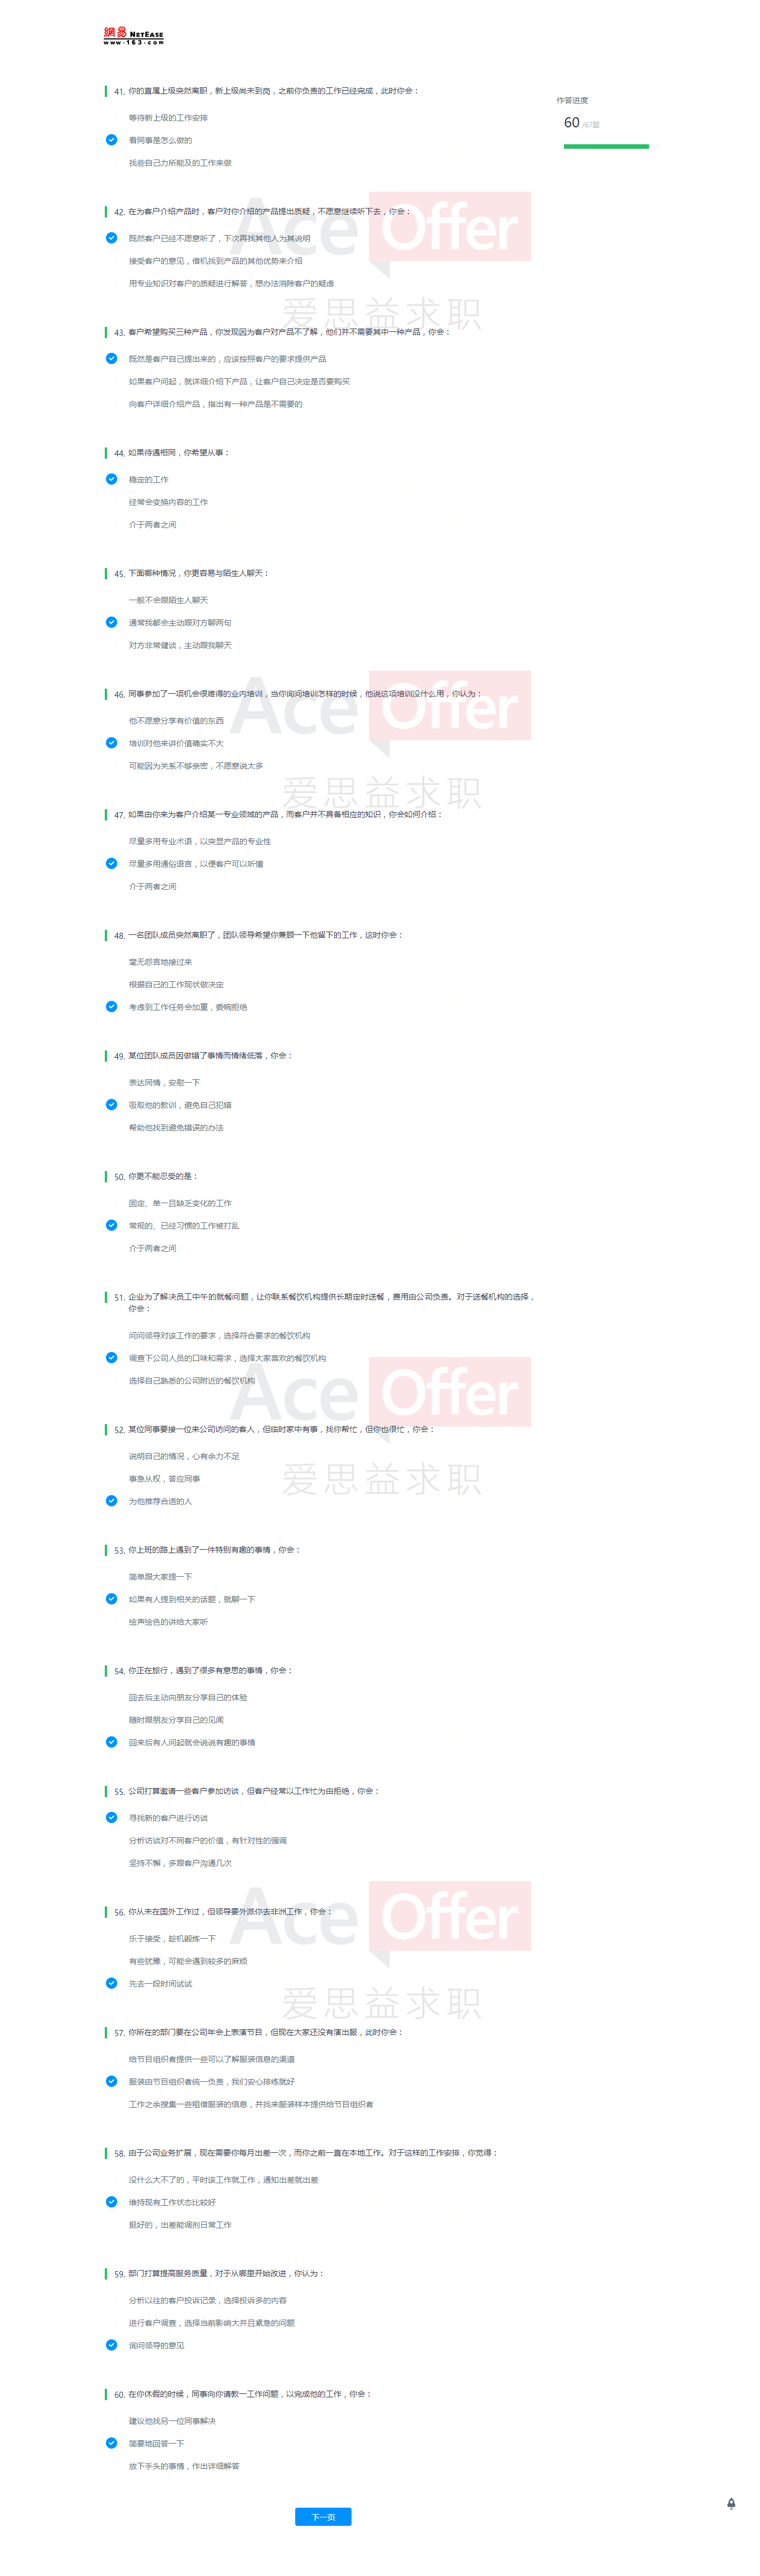 網易 NETEASE
www.163.com
作答进度
60 /67题
41. 你的直属上级突然离职，新上级尚未到岗，之前你负责的工作已经完成，此时你会：
等待新上级的工作安排
看同事是怎么做的
找些自己力所能及的工作来做
42. 在为客户介绍产品时，客户对你介绍的产品提出质疑，不愿意继续听下去，你会：
既然客户已经不愿意听了，下次再找其他人为其说明
接受客户的意见，借机找到产品的其他优势来介绍
用专业知识对客户的质疑进行解答，想办法消除客户的疑虑
43. 客户希望购买三种产品，你发现因为客户对产品不了解，他们并不需要其中一种产品，你会：
既然是客户自己提出来的，应该按照客户的要求提供产品
如果客户问起，就详细介绍下产品，让客户自己决定是否要购买
向客户详细介绍产品，指出有一种产品是不需要的
44. 如果待遇相同，你希望从事：
稳定的工作
经常会变换内容的工作
介于两者之间
45. 下面哪种情况，你更容易与陌生人聊天：
一般不会跟陌生人聊天
通常我都会主动跟对方聊两句
对方非常健谈，主动跟我聊天
46. 同事参加了一项机会很难得的业内培训，当你询问培训怎样的时候，他说这项培训没什么用，你认为：
他不愿意分享有价值的东西
培训对他来讲价值确实不大
可能因为关系不够亲密，不愿意说太多
47. 如果由你来为客户介绍某一专业领域的产品，而客户并不具备相应的知识，你会如何介绍：
尽量多用专业术语，以突显产品的专业性
尽量多用通俗语言，以便客户可以听懂
介于两者之间
48. 一名团队成员突然离职了，团队领导希望你兼顾一下他留下的工作，这时你会：
毫无怨言地接过来
根据自己的工作现状做决定
考虑到工作任务会加重，委婉拒绝
49. 某位团队成员因做错了事情而情绪低落，你会：
表达同情，安慰一下
吸取他的教训，避免自己犯错
帮助他找到避免错误的办法
50. 你更不能忍受的是：
固定、单一且缺乏变化的工作
常规的、已经习惯的工作被打乱
介于两者之间
51. 企业为了解决员工中午的就餐问题，让你联系餐饮机构提供长期定时送餐，费用由公司负责。对于送餐机构的选择，
你会：
问问领导对该工作的要求，选择符合要求的餐饮机构
调查下公司人员的口味和需求，选择大家喜欢的餐饮机构
选择自己熟悉的公司附近的餐饮机构
52. 某位同事要接一位来公司访问的客人，但临时家中有事，找你帮忙，但你也很忙，你会：
说明自己的情况，心有余力不足
事急从权，答应同事
为他推荐合适的人
53. 你上班的路上遇到了一件特别有趣的事情，你会：
简单跟大家提一下
如果有人提到相关的话题，就聊一下
绘声绘色的讲给大家听
54. 你正在旅行，遇到了很多有意思的事情，你会：
回去后主动向朋友分享自己的体验
随时跟朋友分享自己的见闻
回来后有人问起就会说说有趣的事情
55. 公司打算邀请一些客户参加访谈，但客户经常以工作忙为由拒绝，你会：
寻找新的客户进行访谈
分析访谈对不同客户的价值，有针对性的强调
坚持不懈，多跟客户沟通几次
56. 你从未在国外工作过，但领导要外派你去非洲工作，你会：
乐于接受，趁机锻炼一下
有些犹豫，可能会遇到较多的麻烦
先去一段时间试试
57. 你所在的部门要在公司年会上表演节目，但现在大家还没有演出服，此时你会：
给节目组织者提供一些可以了解服装信息的渠道
服装由节目组织者统一负责，我们安心排练就好
工作之余搜集一些租借服装的信息，并找来服装样本提供给节目组织者
58. 由于公司业务扩展，现在需要你每月出差一次，而你之前一直在本地工作。对于这样的工作安排，你觉得：
没什么大不了的，平时该工作就工作，通知出差就出差
维持现有工作状态比较好
挺好的，出差能调剂日常工作
59. 部门打算提高服务质量，对于从哪里开始改进，你认为：
分析以往的客户投诉记录，选择投诉多的内容
进行客户调查，选择当前影响大并且紧急的问题
询问领导的意见
60. 在你休假的时候，同事向你请教一工作问题，以完成他的工作，你会：
建议他找另一位同事解决
简要地回答一下
放下手头的事情，作出详细解答
下一页
Ace Offer
爱思益求职
Ace Offer
爱思益求职
Ace Offer
爱思益求职
Ace Offer
爱思益求职